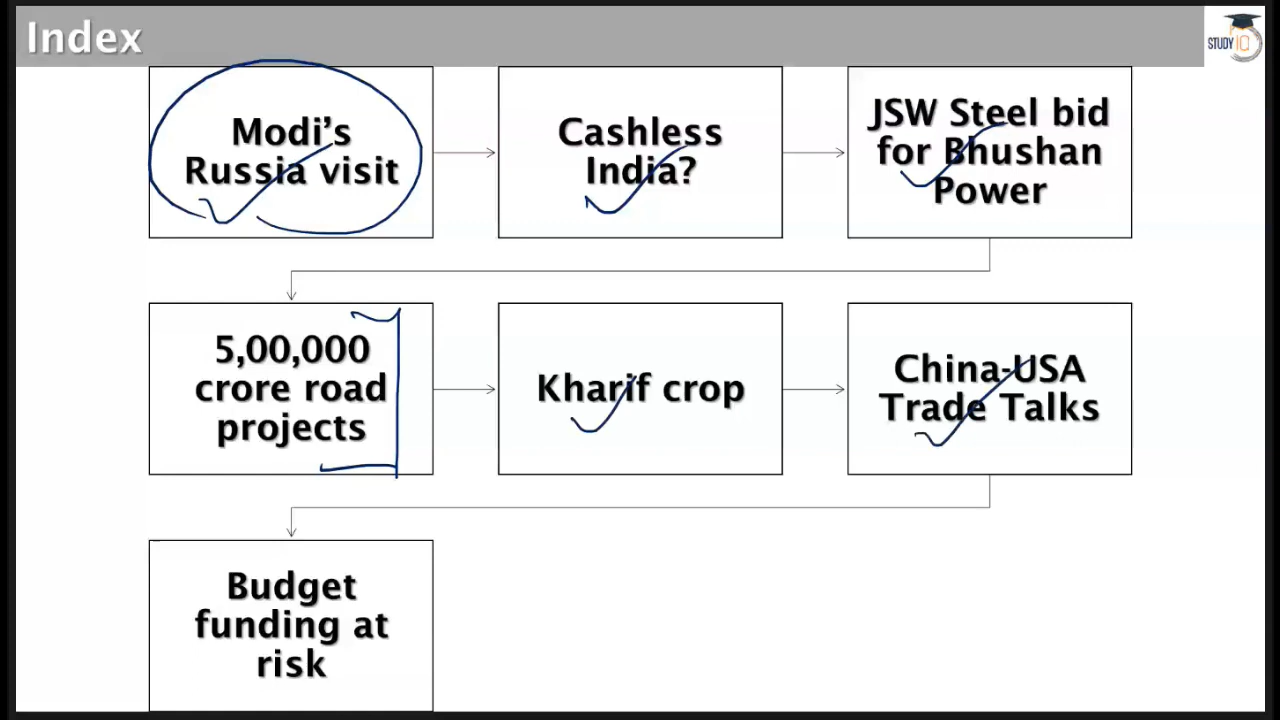 Index
STUDY IQ
Modi’s
Russia visit
Cashless
India?
JSW Steel bid
for Bhushan
Power
5,00,000
crore road
projects
Kharif crop
China-USA
Trade Talks
Budget
funding at
risk